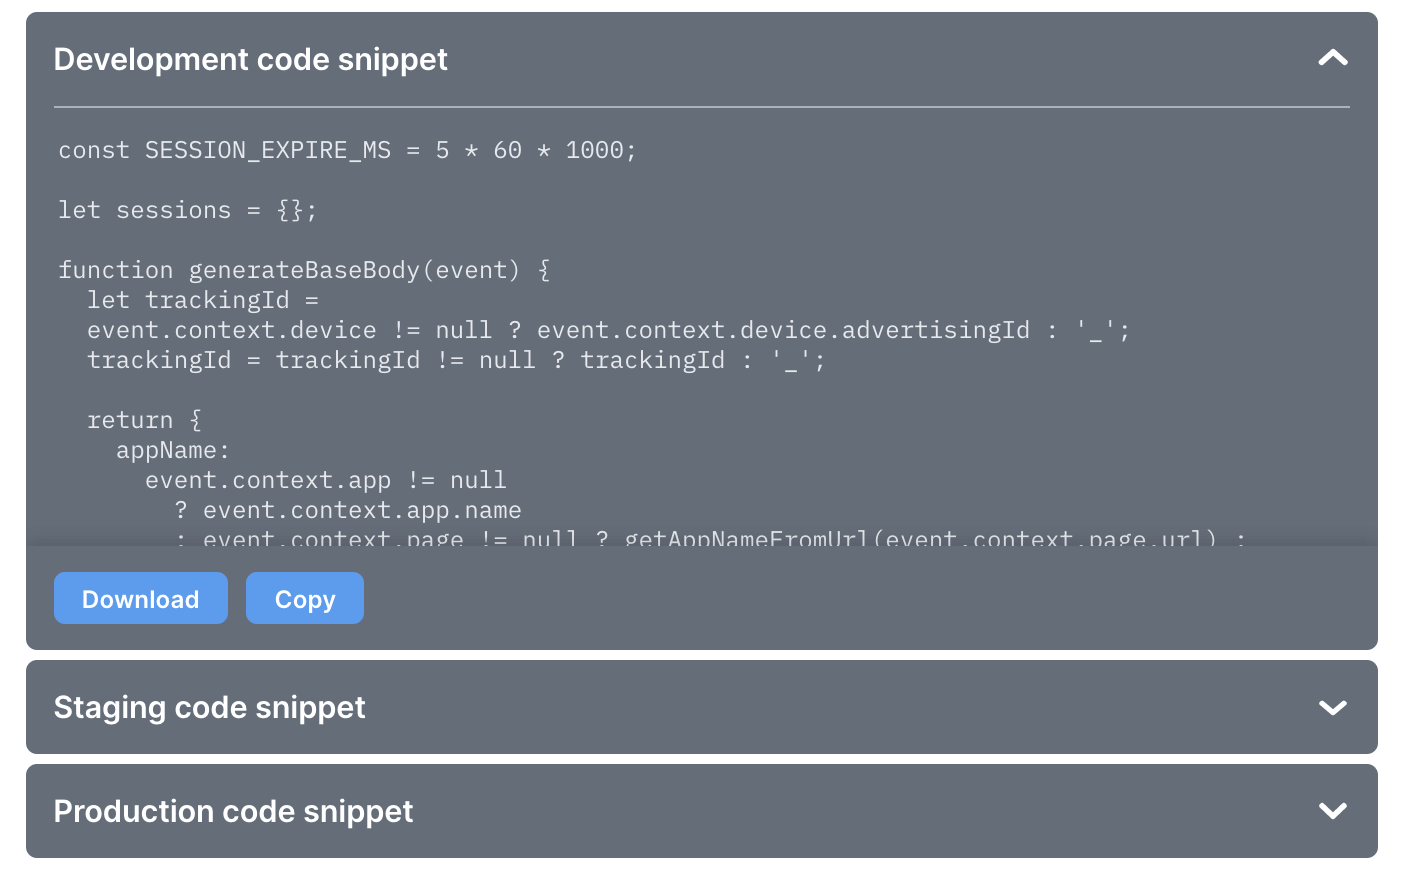 Development code snippet
const SESSION_EXPIRE_MS = 5 * 60 * 1000;
let sessions = {};
function generateBaseBody(event) {
  let trackingId =
  event.context.device != null ? event.context.device.advertisingId : '_';
  trackingId = trackingId != null ? trackingId : '_';
  return {
    appName:
      event.context.app != null
        ? event.context.app.name
        : event.context.page != null ? getAppNameFromUrl(event.context.page.url) :
Download Copy
Staging code snippet
Production code snippet